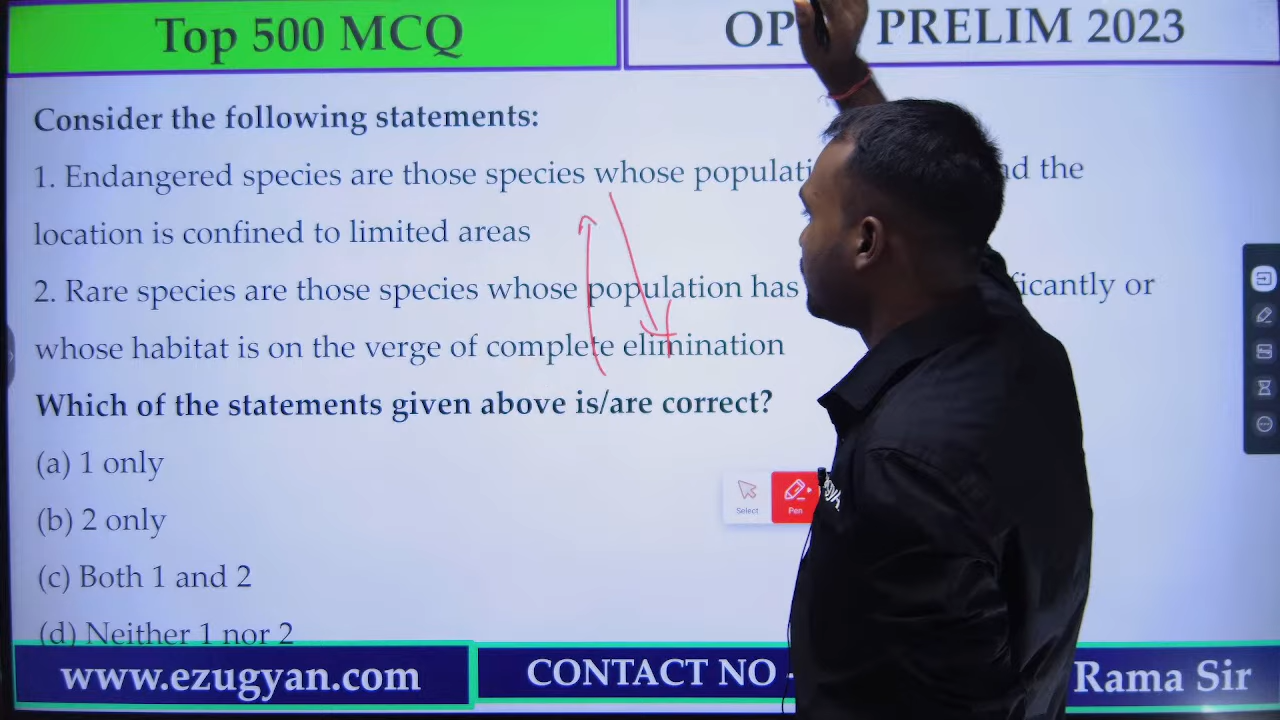 Top 500 MCQ
OP PRELIM 2023
Consider the following statements:
1. Endangered species are those species whose the
location is confined to limited areas
2. Rare species are those species whose population has or
whose habitat is on the verge of complete elimination
Which of the statements given above is/are correct?
(a) 1 only
(b) 2 only
Select
Pen
(c) Both 1 and 2
(d) Neither 1 nor 2
www.ezugyan.com
CONTACT NO -
Rama Sir